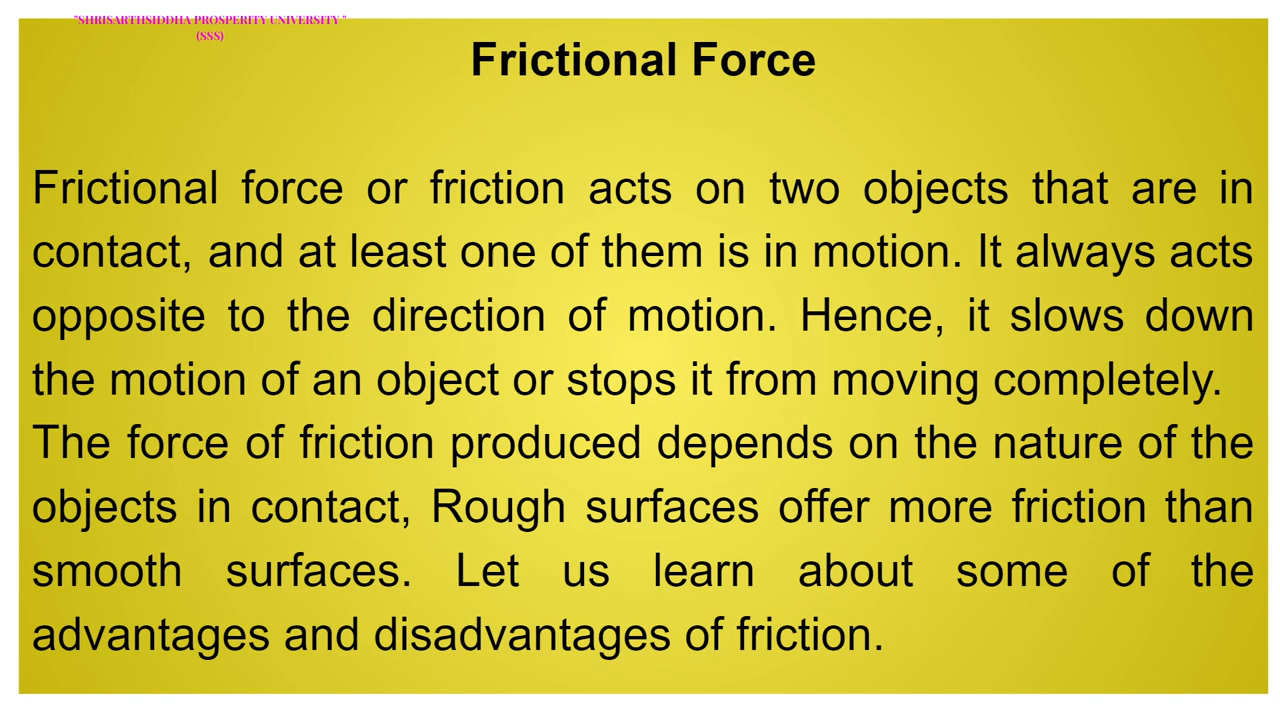 "SHRISARTHSIDDHA PROSPERITY UNIVERSITY "
(SSS)
Frictional Force
Frictional force or friction acts on two objects that are in
contact, and at least one of them is in motion. It always acts
opposite to the direction of motion. Hence, it slows down
the motion of an object or stops it from moving completely.
The force of friction produced depends on the nature of the
objects in contact, Rough surfaces offer more friction than
smooth surfaces. Let us learn about some of the
advantages and disadvantages of friction.